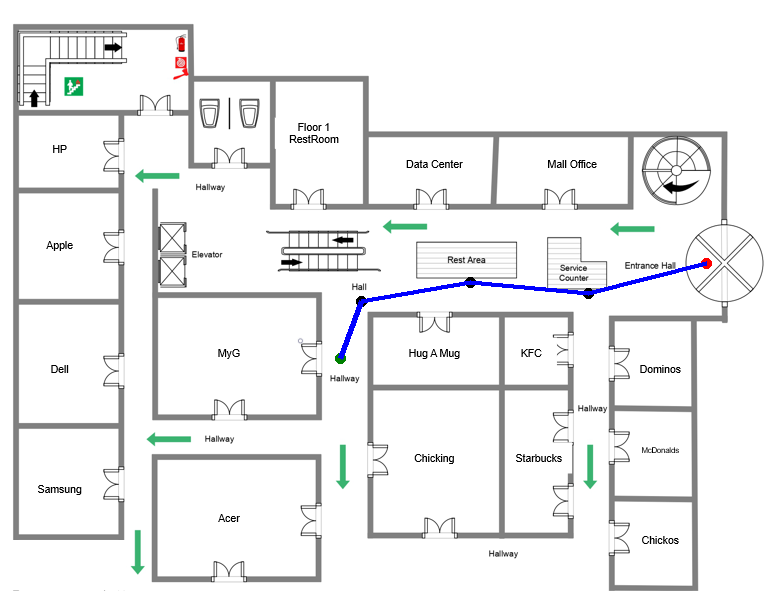 HP
Floor 1
RestRoom
Data Center
Mall Office
Hallway
Apple
Elevator
Rest Area
Service
Counter
Entrance Hall
Hall
MyG
Hug A Mug
KFC
Dell
Dominos
Hallway
Hallway
Hallway
McDonalds
Chicking
Starbucks
Samsung
Acer
Chickos
Hallway